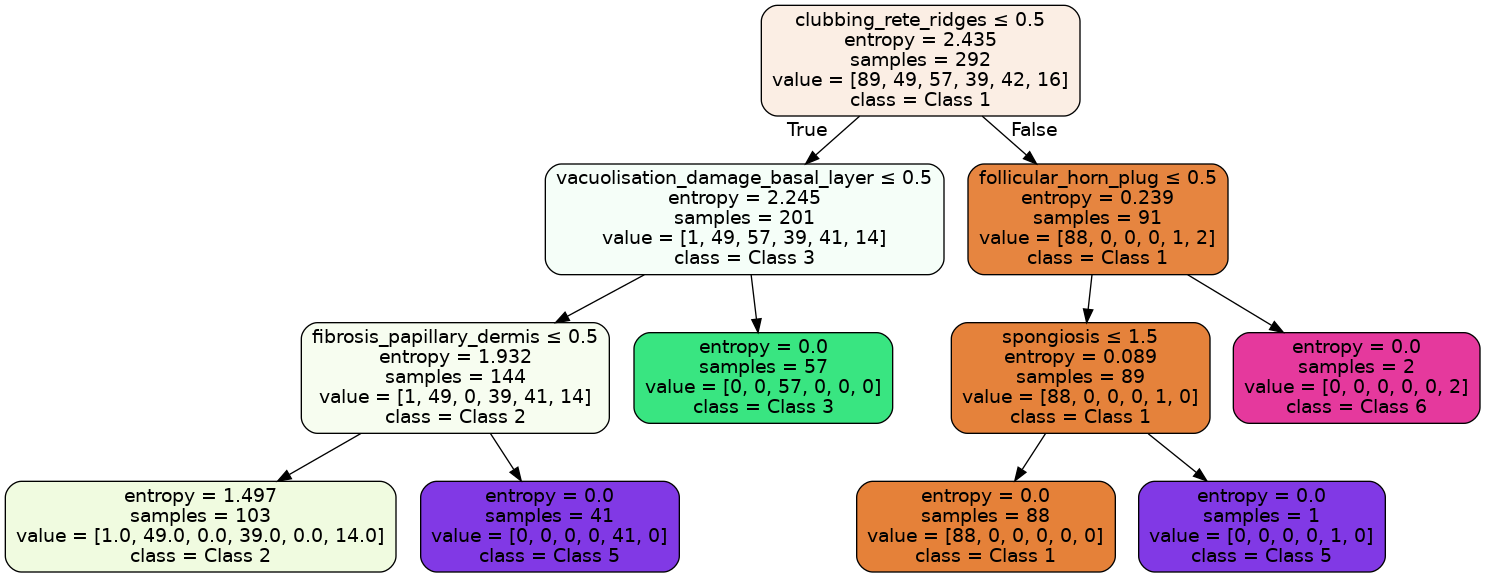 clubbing_rete_ridges ≤ 0.5
entropy = 2.435
samples = 292
value = [89, 49, 57, 39, 42, 16]
class = Class 1
True
False
vacuolisation_damage_basal_layer ≤ 0.5
entropy = 2.245
samples = 201
value = [1, 49, 57, 39, 41, 14]
class = Class 3
follicular_horn_plug ≤ 0.5
entropy = 0.239
samples = 91
value = [88, 0, 0, 0, 1, 2]
class = Class 1
fibrosis_papillary_dermis ≤ 0.5
entropy = 1.932
samples = 144
value = [1, 49, 0, 39, 41, 14]
class = Class 2
entropy = 0.0
samples = 57
value = [0, 0, 57, 0, 0, 0]
class = Class 3
spongiosis ≤ 1.5
entropy = 0.089
samples = 89
value = [88, 0, 0, 0, 1, 0]
class = Class 1
entropy = 0.0
samples = 2
value = [0, 0, 0, 0, 0, 2]
class = Class 6
entropy = 1.497
samples = 103
value = [1.0, 49.0, 0.0, 39.0, 0.0, 14.0]
class = Class 2
entropy = 0.0
samples = 41
value = [0, 0, 0, 0, 41, 0]
class = Class 5
entropy = 0.0
samples = 88
value = [88, 0, 0, 0, 0, 0]
class = Class 1
entropy = 0.0
samples = 1
value = [0, 0, 0, 0, 1, 0]
class = Class 5